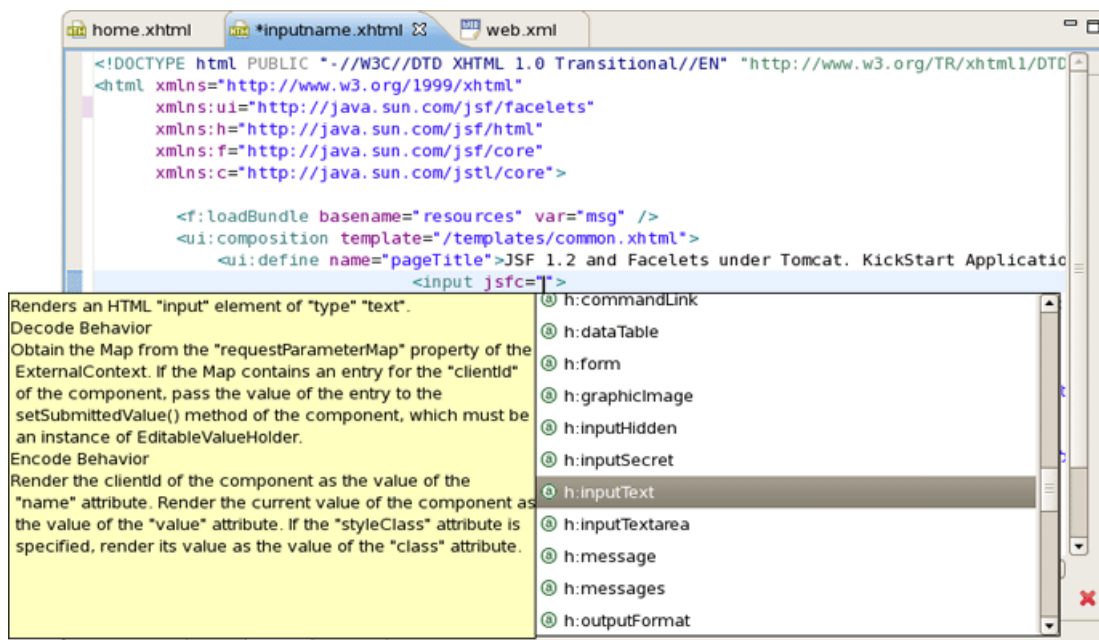 home.xhtml
*inputname.xhtml
web.xml
<!DOCTYPE html PUBLIC "-//W3C//DTD XHTML 1.0 Transitional//EN" "http://www.w3.org/TR/xhtml1/DTD
<html xmlns="http://www.w3.org/1999/xhtml"
xmlns:ui="http://java.sun.com/jsf/facelets"
xmlns:h="http://java.sun.com/jsf/html"
xmlns:f="http://java.sun.com/jsf/core"
xmlns:c="http://java.sun.com/jstl/core">
<f:loadBundle basename="resources" var="msg" />
<ui:composition template="/templates/common.xhtml">
<ui:define name="pageTitle">JSF 1.2 and Facelets under Tomcat. KickStart Applicatio
<input jsfc="">
Renders an HTML "input" element of "type" "text".
Decode Behavior
Obtain the Map from the "requestParameterMap" property of the
ExternalContext. If the Map contains an entry for the "clientId"
of the component, pass the value of the entry to the
setSubmittedValue() method of the component, which must be
an instance of EditableValueHolder.
Encode Behavior
Render the clientId of the component as the value of the
"name" attribute. Render the current value of the component as
the value of the "value" attribute. If the "styleClass" attribute is
specified, render its value as the value of the "class" attribute.
h:commandLink
h:dataTable
h:form
h:graphicImage
h:inputHidden
h:inputSecret
h:inputText
h:inputTextarea
h:message
h:messages
h:outputFormat